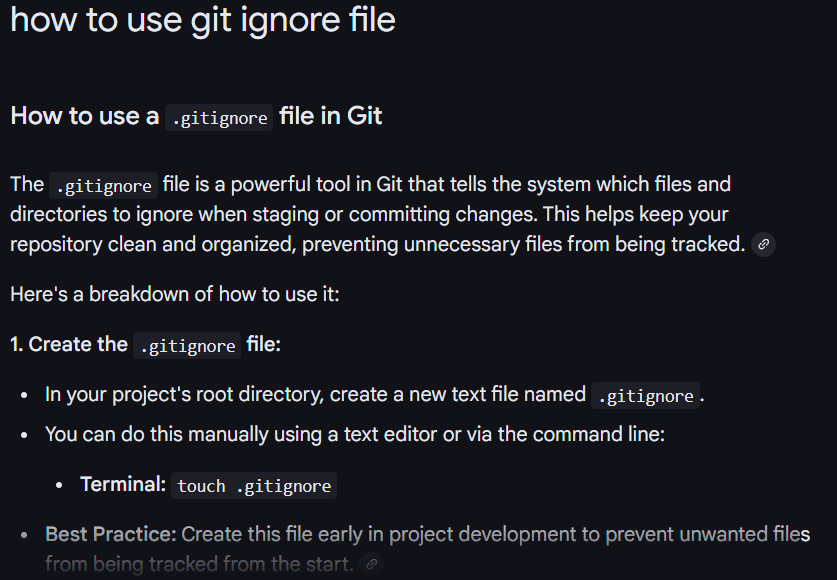 how to use git ignore file
How to use a .gitignore file in Git
The .gitignore file is a powerful tool in Git that tells the system which files and
directories to ignore when staging or committing changes. This helps keep your
repository clean and organized, preventing unnecessary files from being tracked.
Here's a breakdown of how to use it:
1. Create the .gitignore file:
• In your project's root directory, create a new text file named .gitignore.
• You can do this manually using a text editor or via the command line:
• Terminal: touch .gitignore
• Best Practice: Create this file early in project development to prevent unwanted files
from being tracked from the start.